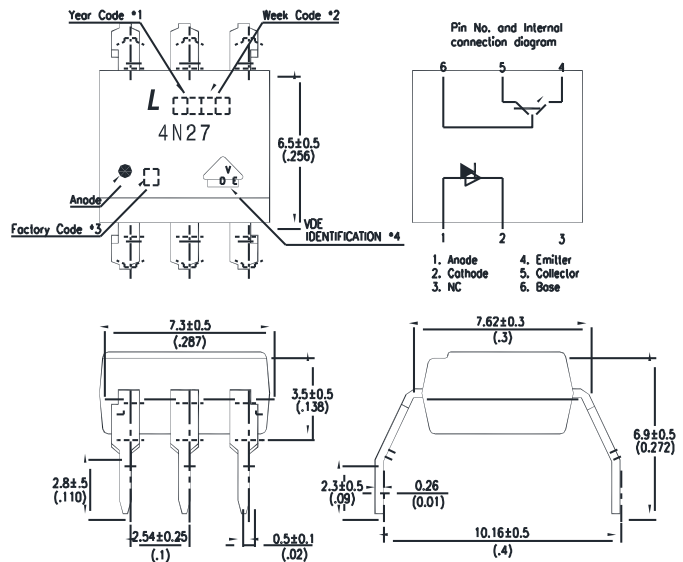 Year Code *1
Week Code *2
L
4N27
V
D E
Anode
Factory Code *3
VDE
IDENTIFICATION *4
6.5±0.5
(.256)
Pin No. and Internal
connection diagram
6 5 4
1 2 3
1. Anode
2. Cathode
3. NC
4. Emitter
5. Collector
6. Base
7.3±0.5
(.287)
3.5±0.5
(.138)
2.8±.5
(.110)
2.54±0.25
(.1)
0.5±0.1
(.02)
7.62±0.3
(.3)
6.9±0.5
(0.272)
2.3±0.5
(.09)
0.26
(0.01)
10.16±0.5
(.4)